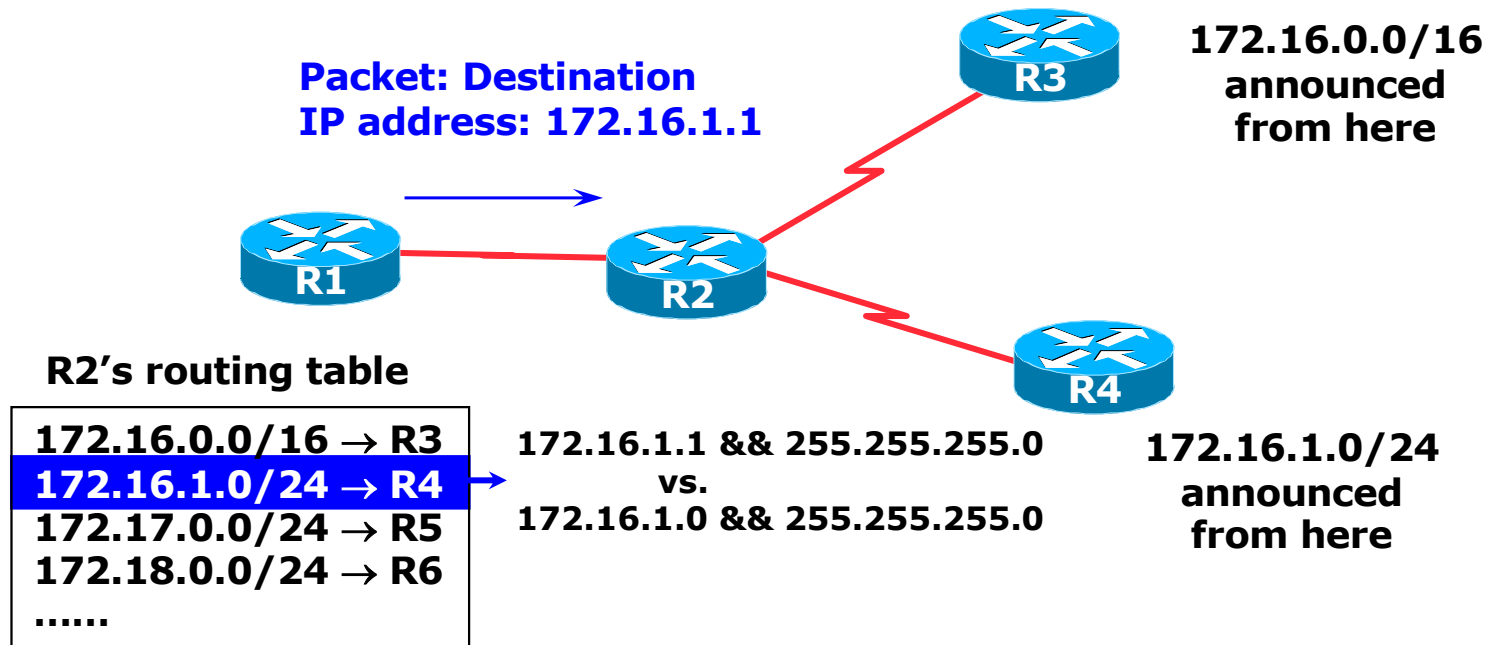 Packet: Destination
IP address: 172.16.1.1
R3
172.16.0.0/16
announced
from here
R1
R2
R4
172.16.1.0/24
announced
from here
R2’s routing table
172.16.0.0/16 → R3
172.16.1.0/24 → R4
172.17.0.0/24 → R5
172.18.0.0/24 → R6
……
172.16.1.1 && 255.255.255.0
vs.
172.16.1.0 && 255.255.255.0